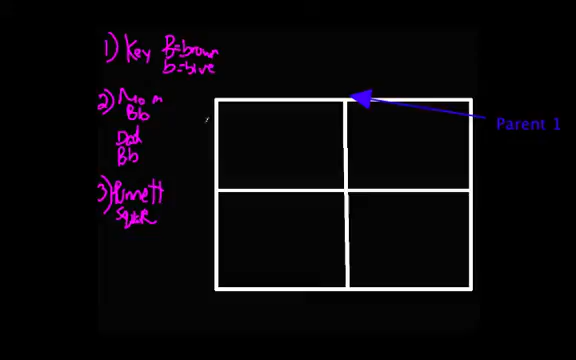 1) Key B=brown
b=blue
2) Mom
Bb
Dad
Bb
3) Punnett
Square
Parent 1